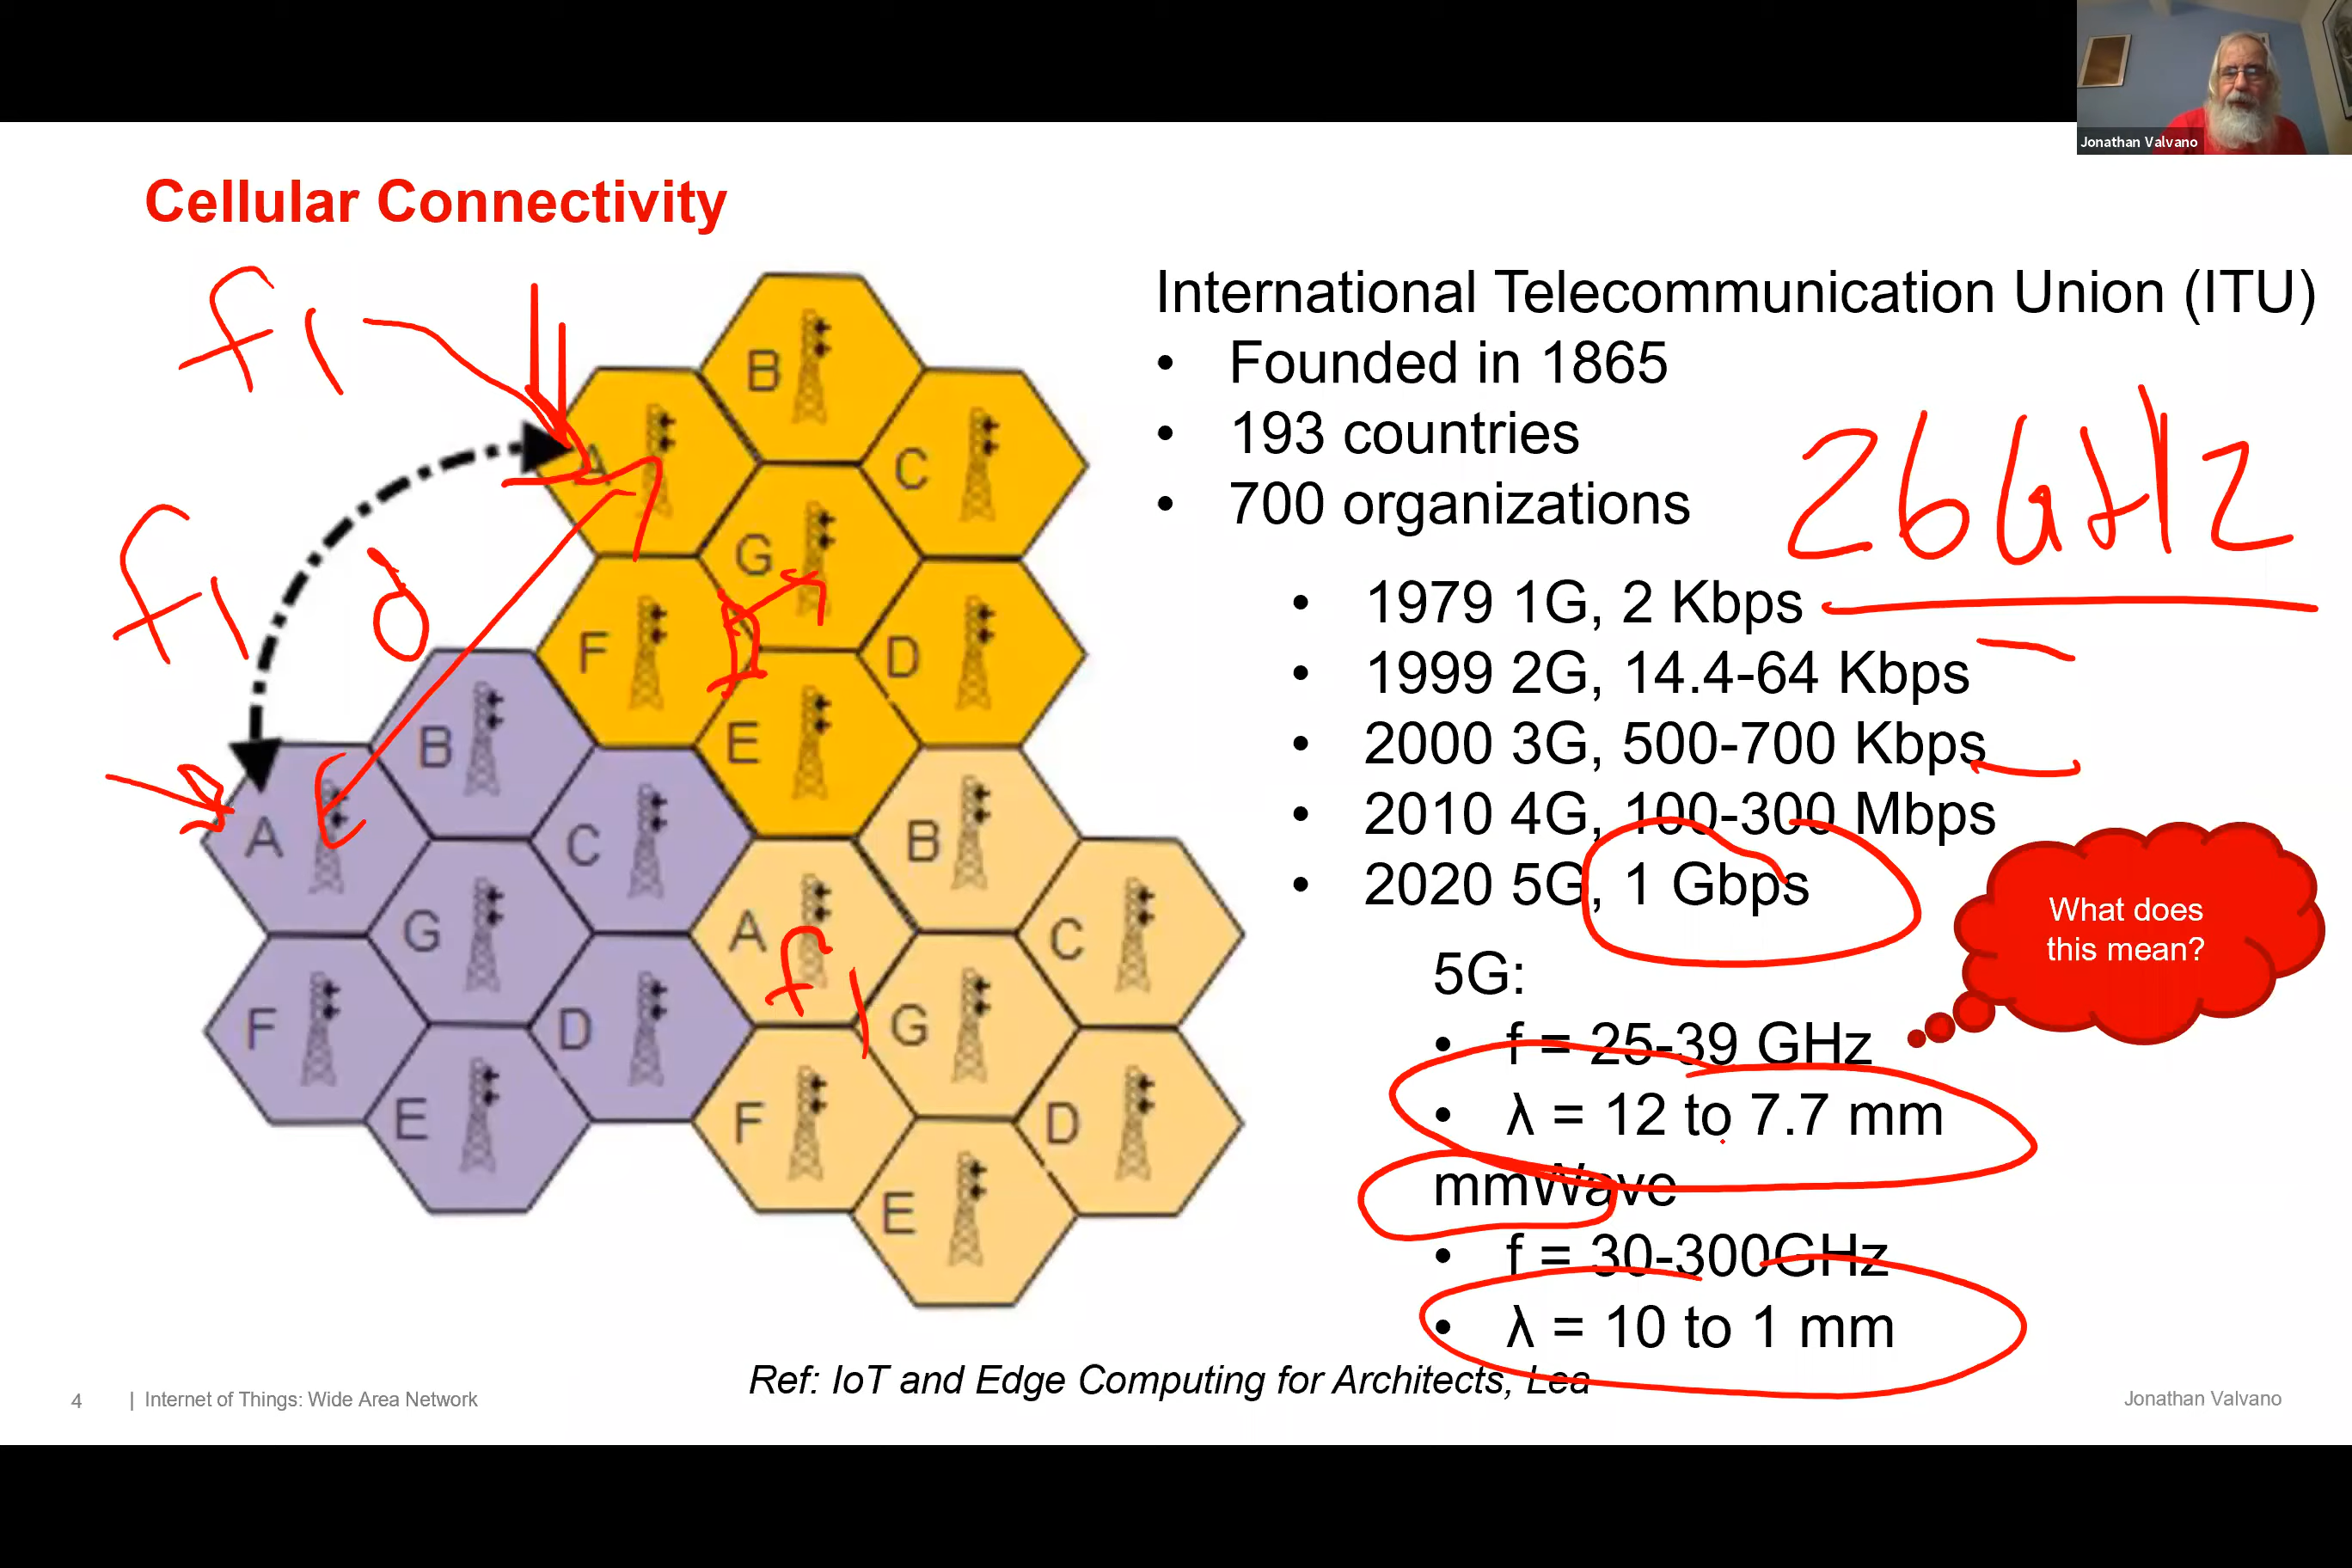 Jonathan Valvano
Cellular Connectivity
International Telecommunication Union (ITU)
• Founded in 1865
• 193 countries
• 700 organizations
26GHz
• 1979 1G, 2 Kbps
• 1999 2G, 14.4-64 Kbps
• 2000 3G, 500-700 Kbps
• 2010 4G, 100-300 Mbps
• 2020 5G, 1 Gbps
What does
this mean?
5G:
• f = 25-39 GHz
• λ = 12 to 7.7 mm
mmWave
• f = 30-300GHz
• λ = 10 to 1 mm
f1
f1
d
B
A
C
G
F
D
E
B
A
C
G
F
D
E
B
A
f1
C
G
F
D
E
Ref: IoT and Edge Computing for Architects, Lea
4 | Internet of Things: Wide Area Network
Jonathan Valvano